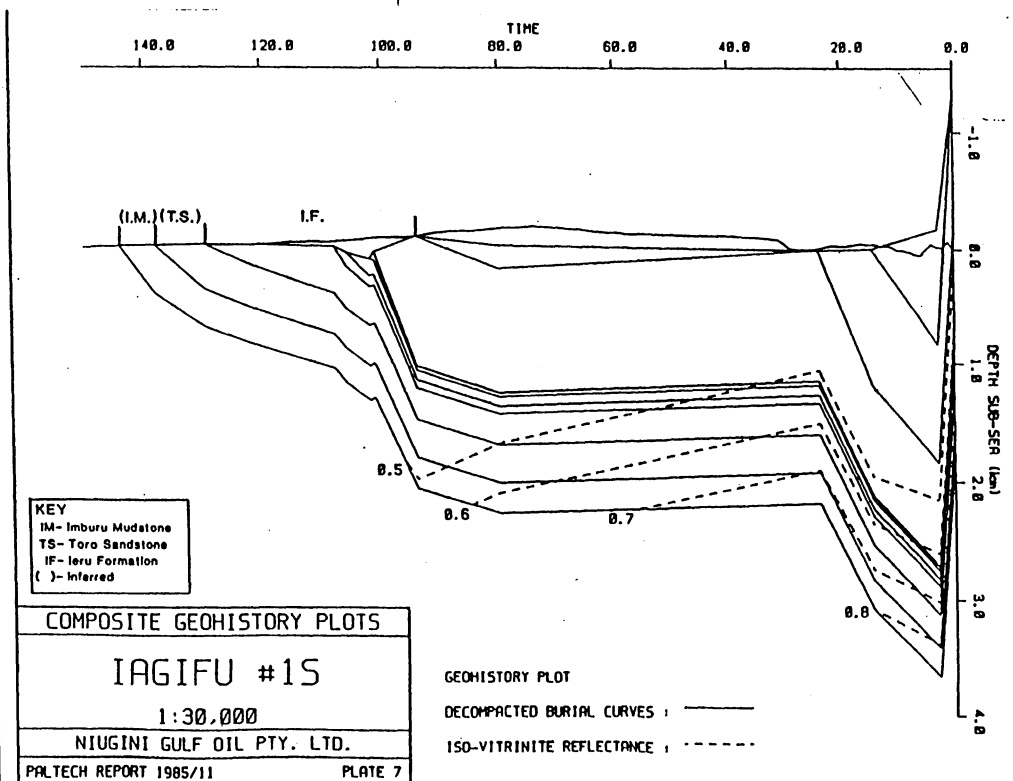 TIME
140.0 120.0 100.0 80.0 60.0 40.0 20.0 0.0
-1.0
(I.M.) (T.S.) I.F.
0.0
1.0
DEPTH SUB-SEA (km)
0.5
2.0
0.6 0.7
3.0
0.8
4.0
KEY
IM- Imburu Mudstone
TS- Toro Sandstone
IF- Ieru Formation
( )- Inferred
COMPOSITE GEOHISTORY PLOTS
IAGIFU #1S
1:30,000
NIUGINI GULF OIL PTY. LTD.
PALTECH REPORT 1985/11 PLATE 7
GEOHISTORY PLOT
DECOMPACTED BURIAL CURVES :
ISO-VITRINITE REFLECTANCE :